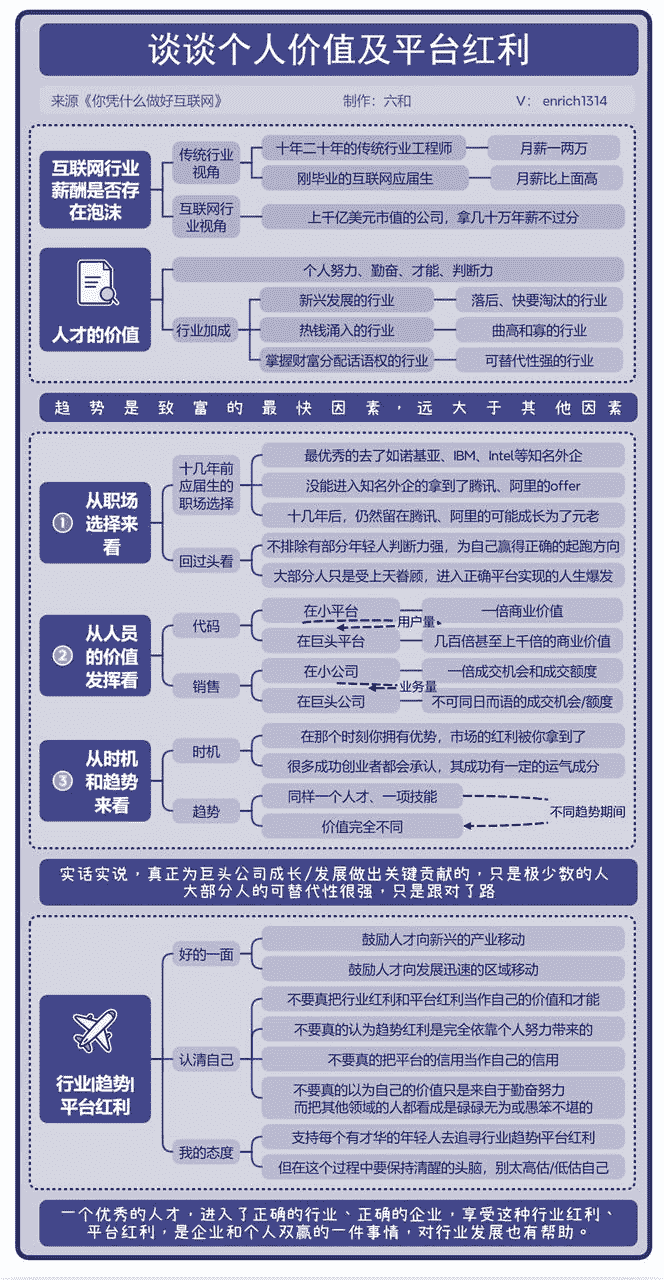 谈谈个人价值及平台红利
来源《你凭什么做好互联网》
制作：六和
V： enrich1314
互联网行业
薪酬是否存
在泡沫
传统行业
视角
十年二十年的传统行业工程师
月薪一两万
刚毕业的互联网应届生
月薪比上面高
互联网行
业视角
上千亿美元市值的公司，拿几十万年薪不过分
人才的价值
个人努力、勤奋、才能、判断力
行业加成
新兴发展的行业
落后、快要淘汰的行业
热钱涌入的行业
曲高和寡的行业
掌握财富分配话语权的行业
可替代性强的行业
趋势是致富的最快因素，远大于其他因素
①
从职场
选择来
看
十几年前
应届生的
职场选择
最优秀的去了如诺基亚、IBM、Intel等知名外企
没能进入知名外企的拿到了腾讯、阿里的offer
十几年后，仍然留在腾讯、阿里的可能成长为了元老
回过头看
不排除有部分年轻人判断力强，为自己赢得正确的起跑方向
大部分人只是受上天眷顾，进入正确平台实现的人生爆发
②
从人员
的价值
发挥看
代码
在小平台
一倍商业价值
用户量
在巨头平台
几百倍甚至上千倍的商业价值
销售
在小公司
一倍成交机会和成交额度
业务量
在巨头公司
不可同日而语的成交机会/额度
③
从时机
和趋势
来看
时机
在那个时刻你拥有优势，市场的红利被你拿到了
很多成功创业者都会承认，其成功有一定的运气成分
趋势
同样一个人才、一项技能
不同趋势期间
价值完全不同
实话实说，真正为巨头公司成长/发展做出关键贡献的，只是极少数的人
大部分人的可替代性很强，只是跟对了路
行业|趋势|
平台红利
好的一面
鼓励人才向新兴的产业移动
鼓励人才向发展迅速的区域移动
认清自己
不要真把行业红利和平台红利当作自己的价值和才能
不要真的认为趋势红利是完全依靠个人努力带来的
不要真的把平台的信用当作自己的信用
不要真的以为自己的价值只是来自于勤奋努力
而把其他领域的人都看成是碌碌无为或愚笨不堪的
我的态度
支持每个有才华的年轻人去追寻行业|趋势|平台红利
但在这个过程中要保持清醒的头脑，别太高估/低估自己
一个优秀的人才，进入了正确的行业、正确的企业，享受这种行业红利、
平台红利，是企业和个人双赢的一件事情，对行业发展也有帮助。